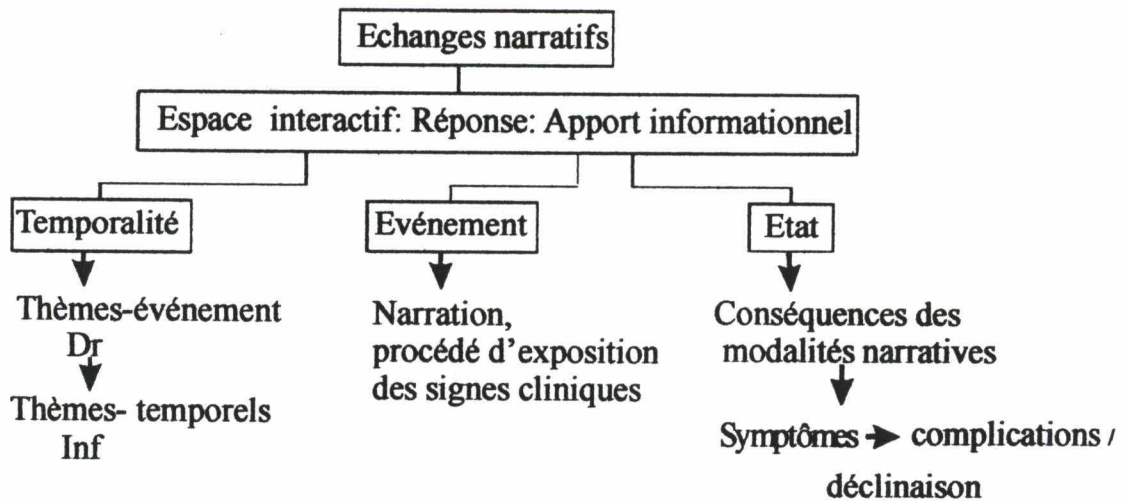 Echanges narratifs
Espace interactif: Réponse: Apport informationnel
Temporalité
Evénement
Etat
Thèmes-événement
Dr
Thèmes- temporels
Inf
Narration,
procédé d'exposition
des signes cliniques
Conséquences des
modalités narratives
Symptômes complications /
déclinaison